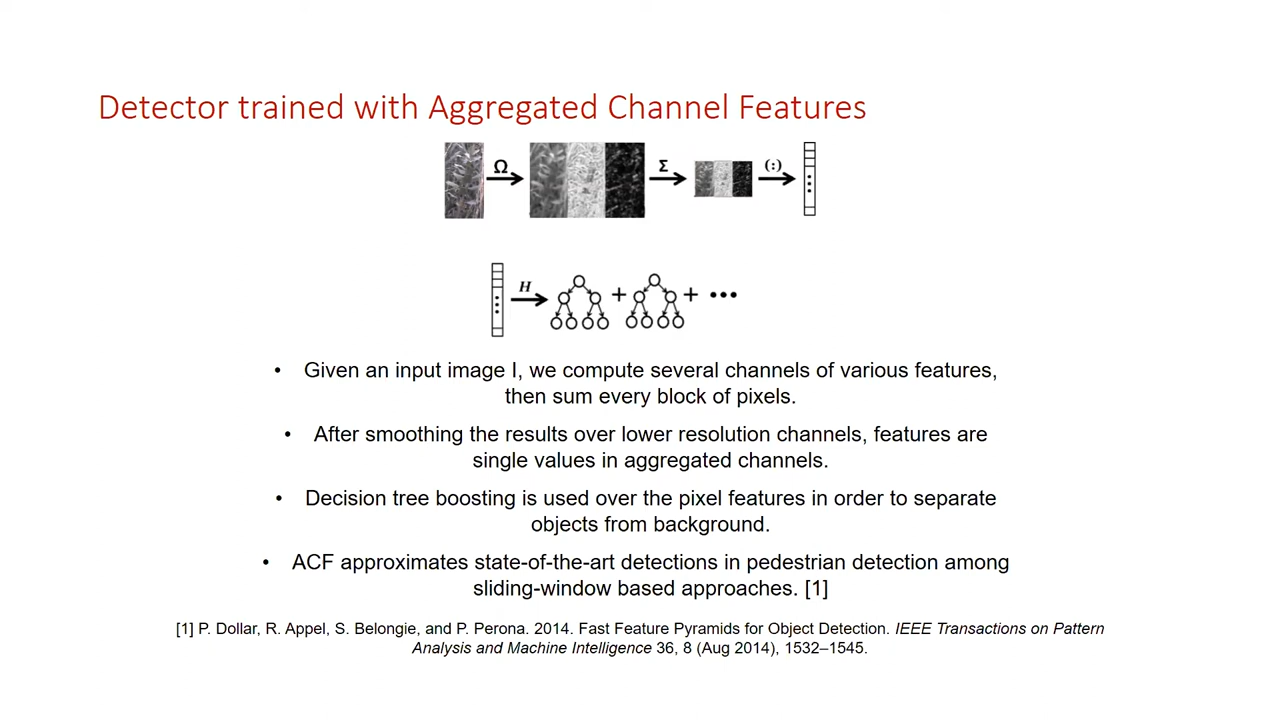 Detector trained with Aggregated Channel Features
Ω Σ (:)
H
+ + •••
• Given an input image I, we compute several channels of various features,
then sum every block of pixels.
• After smoothing the results over lower resolution channels, features are
single values in aggregated channels.
• Decision tree boosting is used over the pixel features in order to separate
objects from background.
• ACF approximates state-of-the-art detections in pedestrian detection among
sliding-window based approaches. [1]
[1] P. Dollar, R. Appel, S. Belongie, and P. Perona. 2014. Fast Feature Pyramids for Object Detection. IEEE Transactions on Pattern
Analysis and Machine Intelligence 36, 8 (Aug 2014), 1532–1545.